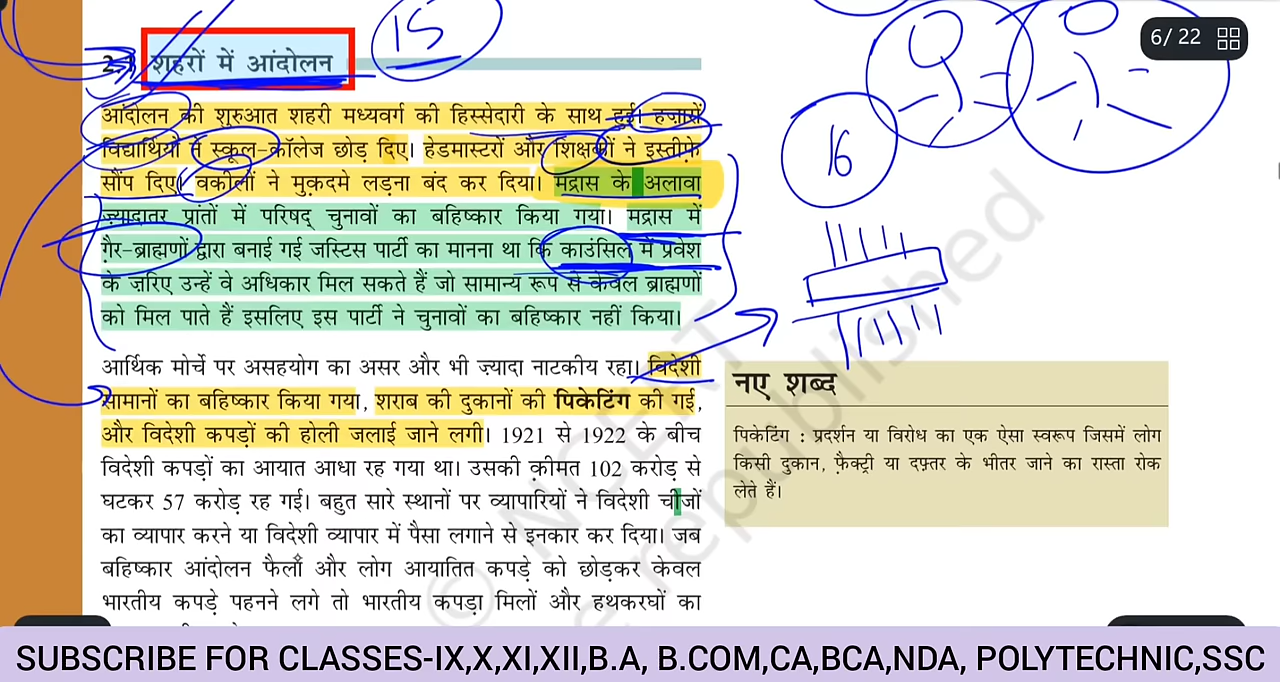 6 / 22
15
2.1 शहरों में आंदोलन
आंदोलन की शुरुआत शहरी मध्यवर्ग की हिस्सेदारी के साथ हुई। हज़ारों
विद्यार्थियों ने स्कूल-कॉलेज छोड़ दिए। हेडमास्टरों और शिक्षकों ने इस्तीफ़े
सौंप दिए। वकीलों ने मुक़दमे लड़ना बंद कर दिया। मद्रास के अलावा
ज़्यादातर प्रांतों में परिषद् चुनावों का बहिष्कार किया गया। मद्रास में
ग़ैर-ब्राह्मणों द्वारा बनाई गई जस्टिस पार्टी का मानना था कि काउंसिल में प्रवेश
के ज़रिए उन्हें वे अधिकार मिल सकते हैं जो सामान्य रूप से केवल ब्राह्मणों
को मिल पाते हैं इसलिए इस पार्टी ने चुनावों का बहिष्कार नहीं किया।
16
आर्थिक मोर्चे पर असहयोग का असर और भी ज्यादा नाटकीय रहा। विदेशी
सामानों का बहिष्कार किया गया, शराब की दुकानों की पिकेटिंग की गई,
और विदेशी कपड़ों की होली जलाई जाने लगी। 1921 से 1922 के बीच
विदेशी कपड़ों का आयात आधा रह गया था। उसकी क़ीमत 102 करोड़ से
घटकर 57 करोड़ रह गई। बहुत सारे स्थानों पर व्यापारियों ने विदेशी चीजों
का व्यापार करने या विदेशी व्यापार में पैसा लगाने से इनकार कर दिया। जब
बहिष्कार आंदोलन फैला और लोग आयातित कपड़े को छोड़कर केवल
भारतीय कपड़े पहनने लगे तो भारतीय कपड़ा मिलों और हथकरघों का
नए शब्द
पिकेटिंग : प्रदर्शन या विरोध का एक ऐसा स्वरूप जिसमें लोग
किसी दुकान, फ़ैक्ट्री या दफ़्तर के भीतर जाने का रास्ता रोक
लेते हैं।
© NCERT
republished
SUBSCRIBE FOR CLASSES-IX,X,XI,XII,B.A, B.COM,CA,BCA,NDA, POLYTECHNIC,SSC